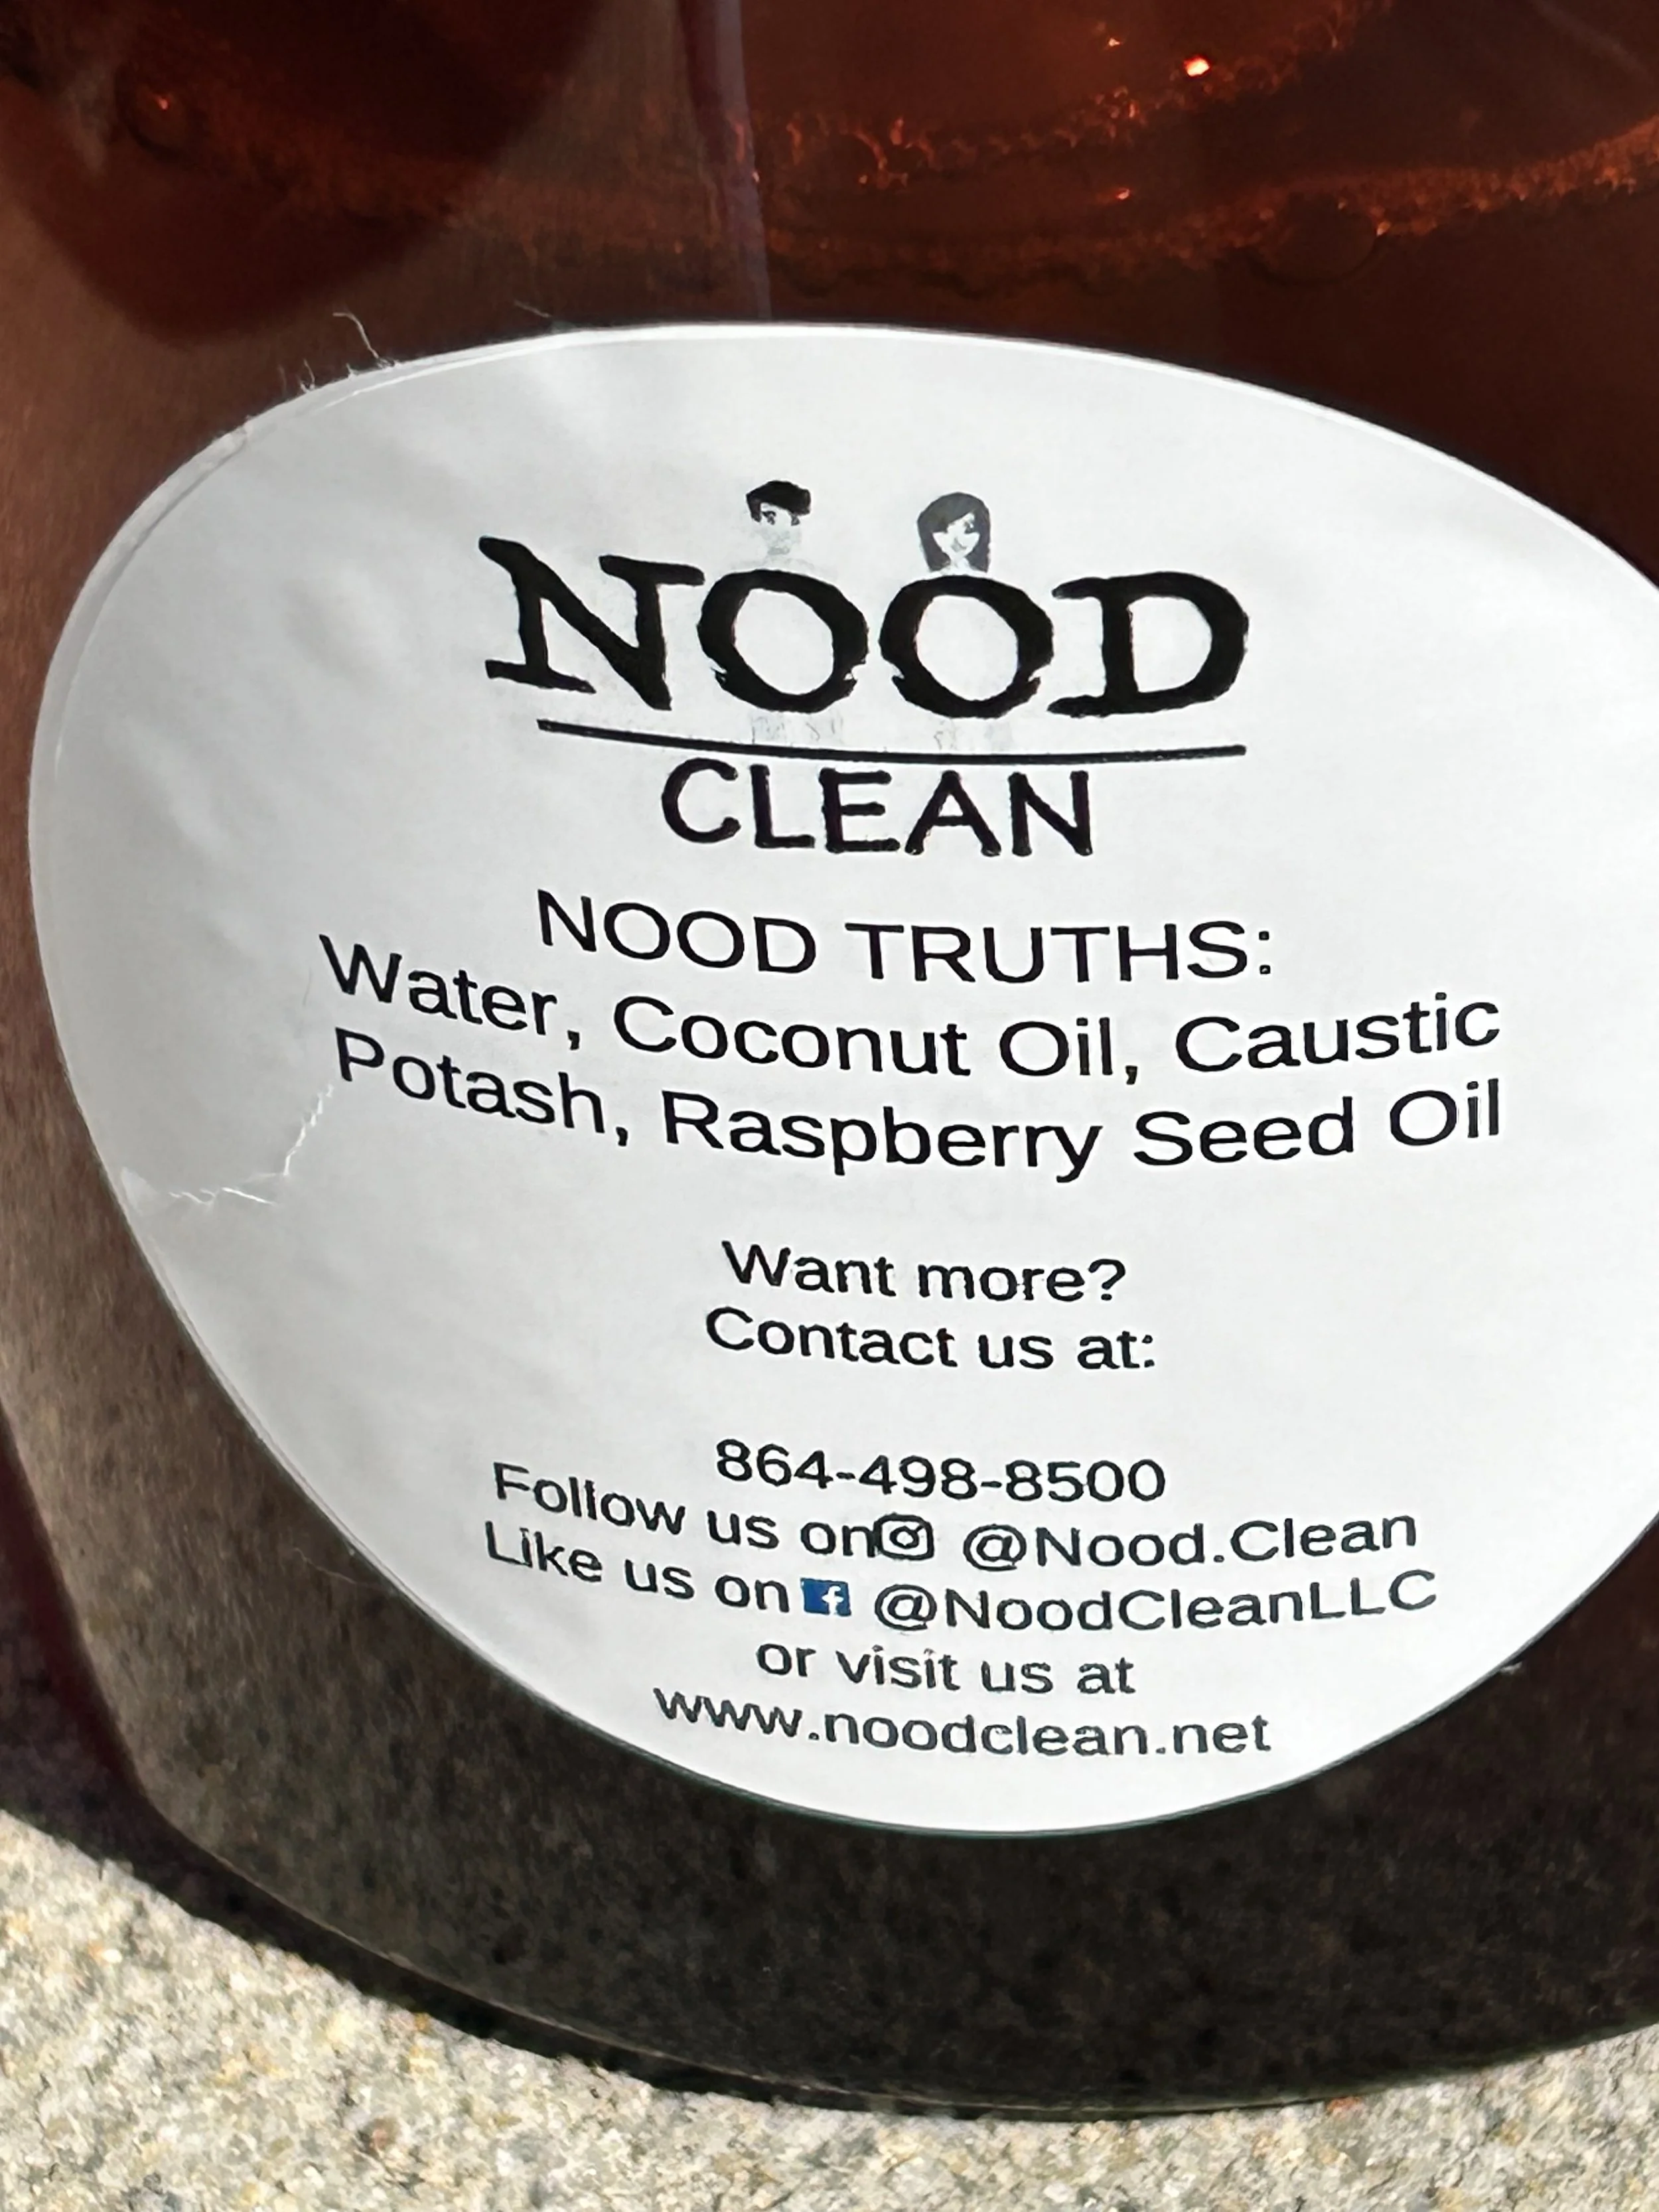 NOOD
CLEAN
NOOD TRUTHS:
Water, Coconut Oil, Caustic
Potash, Raspberry Seed Oil
Want more?
Contact us at:
864-498-8500
Follow us on @Nood.Clean
Like us on f @NoodCleanLLC
or visit us at
www.noodclean.net